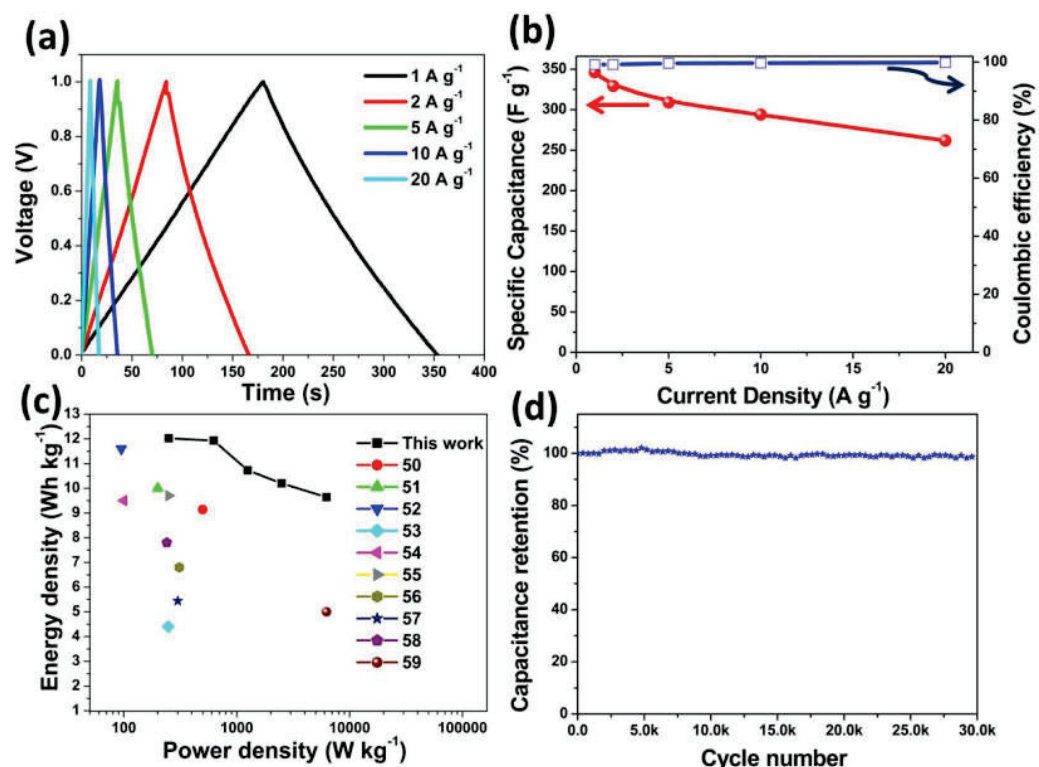 (a)
Voltage (V)
1.0
0.8
0.6
0.4
0.2
0.0
0 50 100 150 200 250 300 350 400
Time (s)
1 A g⁻¹
2 A g⁻¹
5 A g⁻¹
10 A g⁻¹
20 A g⁻¹
(b)
Specific Capacitance (F g⁻¹)
350
300
250
200
150
100
50
0
0 5 10 15 20
Current Density (A g⁻¹)
100
80
60
40
20
0
Coulombic efficiency (%)
(c)
Energy density (Wh kg⁻¹)
13
12
11
10
9
8
7
6
5
4
3
2
1
100 1000 10000 100000
Power density (W kg⁻¹)
This work
50
51
52
53
54
55
56
57
58
59
(d)
Capacitance retention (%)
100
80
60
40
20
0
0.0 5.0k 10.0k 15.0k 20.0k 25.0k 30.0k
Cycle number